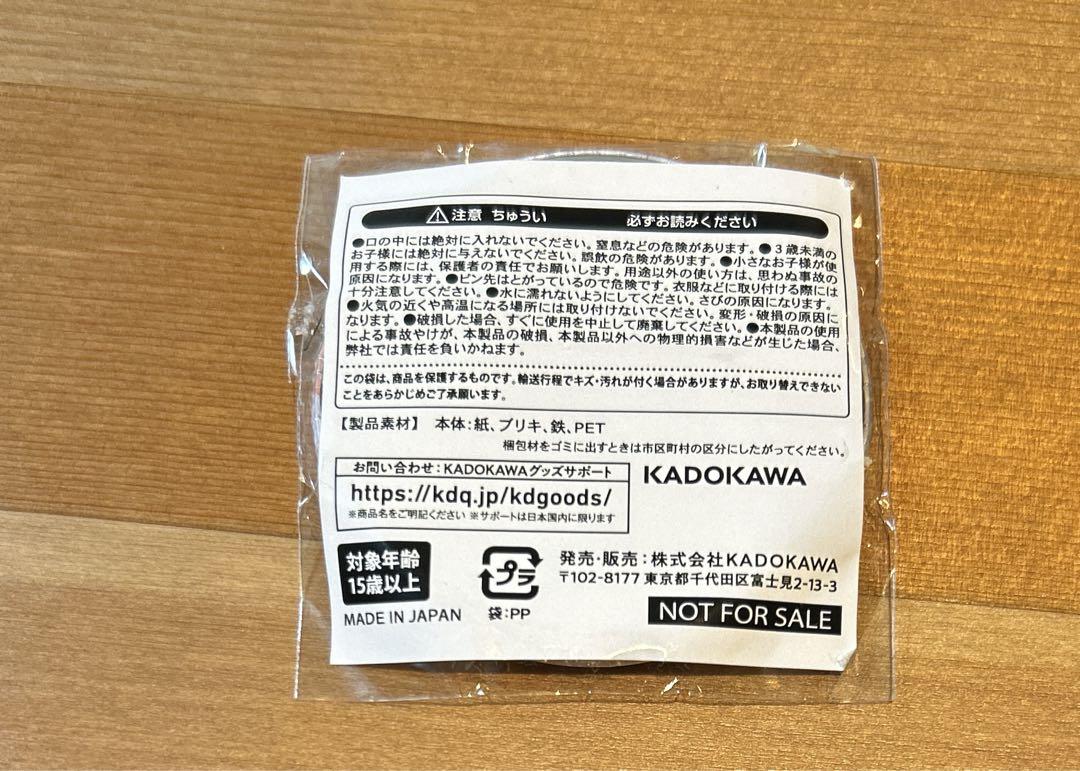 ⚠注意 ちゅうい 必ずお読みください
●口の中には絶対に入れないでください。窒息などの危険があります。●3歳未満の
お子様には絶対に与えないでください。誤飲の危険があります。●小さなお子様が使
用する際には、保護者の責任でお願いします。用途以外の使い方は、思わぬ事故の
原因になります。●ピン先はとがっているので危険です。衣服などに取り付ける際には
十分注意してください。●水に濡れないようにしてください。さびの原因になります。
●火気の近くや高温になる場所には取り付けないでください。変形・破損の原因に
なります。●破損した場合、すぐに使用を中止して廃棄してください。●本製品の使用
による事故やけが、本製品の破損、本製品以外への物理的損害などが生じた場合、
弊社では責任を負いかねます。
この袋は、商品を保護するものです。輸送行程でキズ・汚れが付く場合がありますが、お取り替えできない
ことをあらかじめご了承願います。
【製品素材】 本体:紙、ブリキ、鉄、PET
梱包材をゴミに出すときは市区町村の区分にしたがってください。
お問い合わせ:KADOKAWAグッズサポート
https://kdq.jp/kdgoods/
※商品名をご明記ください ※サポートは日本国内に限ります
KADOKAWA
対象年齢
15歳以上
MADE IN JAPAN
プラ
袋:PP
発売・販売:株式会社KADOKAWA
〒102-8177 東京都千代田区富士見2-13-3
NOT FOR SALE